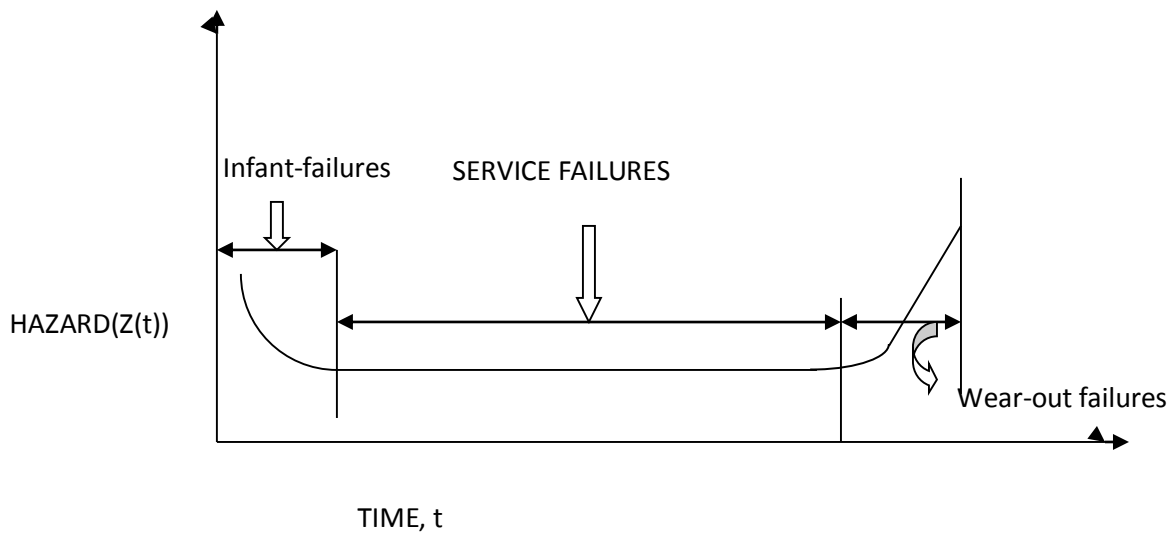 Infant-failures
SERVICE FAILURES
HAZARD(Z(t))
Wear-out failures
TIME, t